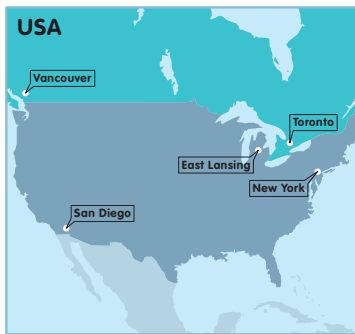 USA
Vancouver
Toronto
East Lansing
New York
San Diego